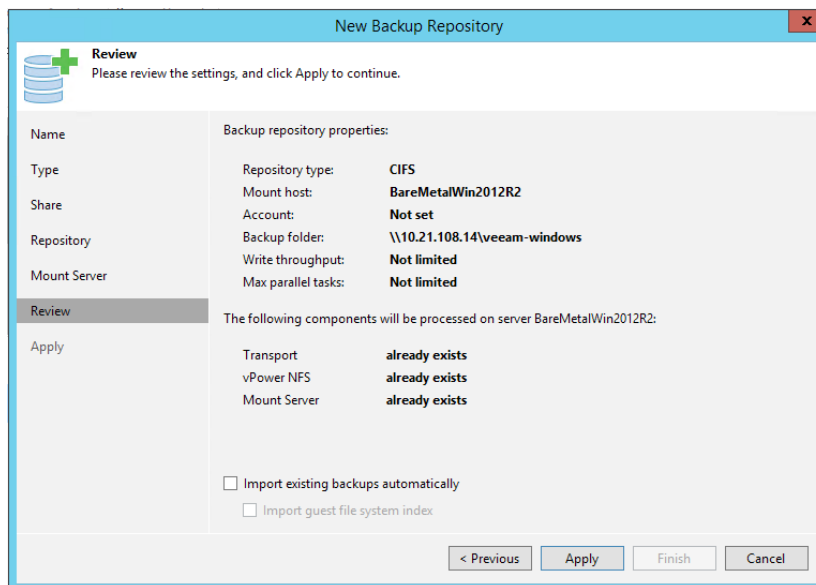 New Backup Repository
x
Review
Please review the settings, and click Apply to continue.
Name
Type
Share
Repository
Mount Server
Review
Apply
Backup repository properties:
Repository type: CIFS
Mount host: BareMetalWin2012R2
Account: Not set
Backup folder: \\10.21.108.14\veeam-windows
Write throughput: Not limited
Max parallel tasks: Not limited
The following components will be processed on server BareMetalWin2012R2:
Transport already exists
vPower NFS already exists
Mount Server already exists
Import existing backups automatically
Import guest file system index
< Previous Apply Finish Cancel